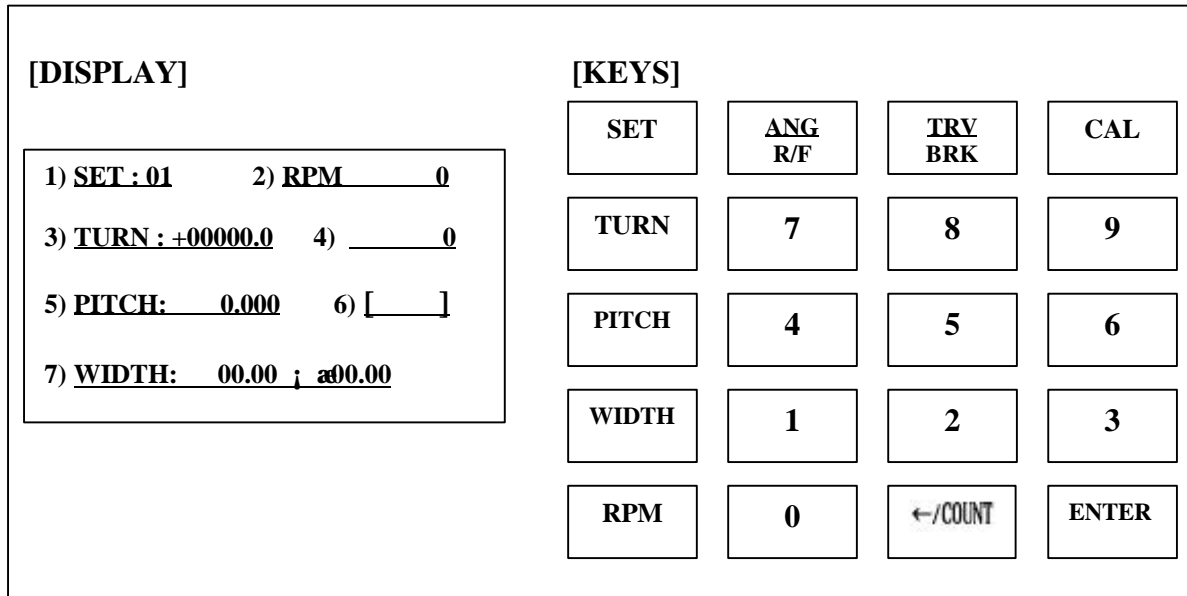 [DISPLAY]
1) SET : 01 2) RPM 0
3) TURN : +00000.0 4) 0
5) PITCH: 0.000 6) [ ]
7) WIDTH: 00.00 ¡ æ00.00
[KEYS]
SET ANG TRV CAL
R/F BRK
TURN 7 8 9
PITCH 4 5 6
WIDTH 1 2 3
RPM 0 ←/COUNT ENTER